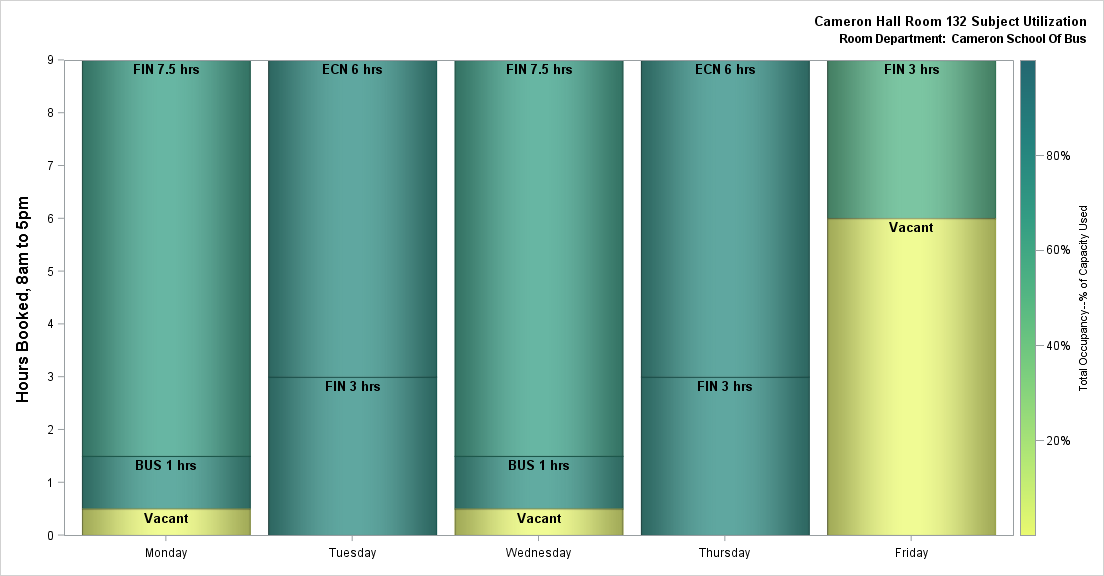 Cameron Hall Room 132 Subject Utilization
Room Department: Cameron School Of Bus
Hours Booked, 8am to 5pm
9
8
7
6
5
4
3
2
1
0
FIN 7.5 hrs
BUS 1 hrs
Vacant
ECN 6 hrs
FIN 3 hrs
FIN 7.5 hrs
BUS 1 hrs
Vacant
ECN 6 hrs
FIN 3 hrs
FIN 3 hrs
Vacant
Monday
Tuesday
Wednesday
Thursday
Friday
80%
60%
40%
20%
Total Occupancy--% of Capacity Used